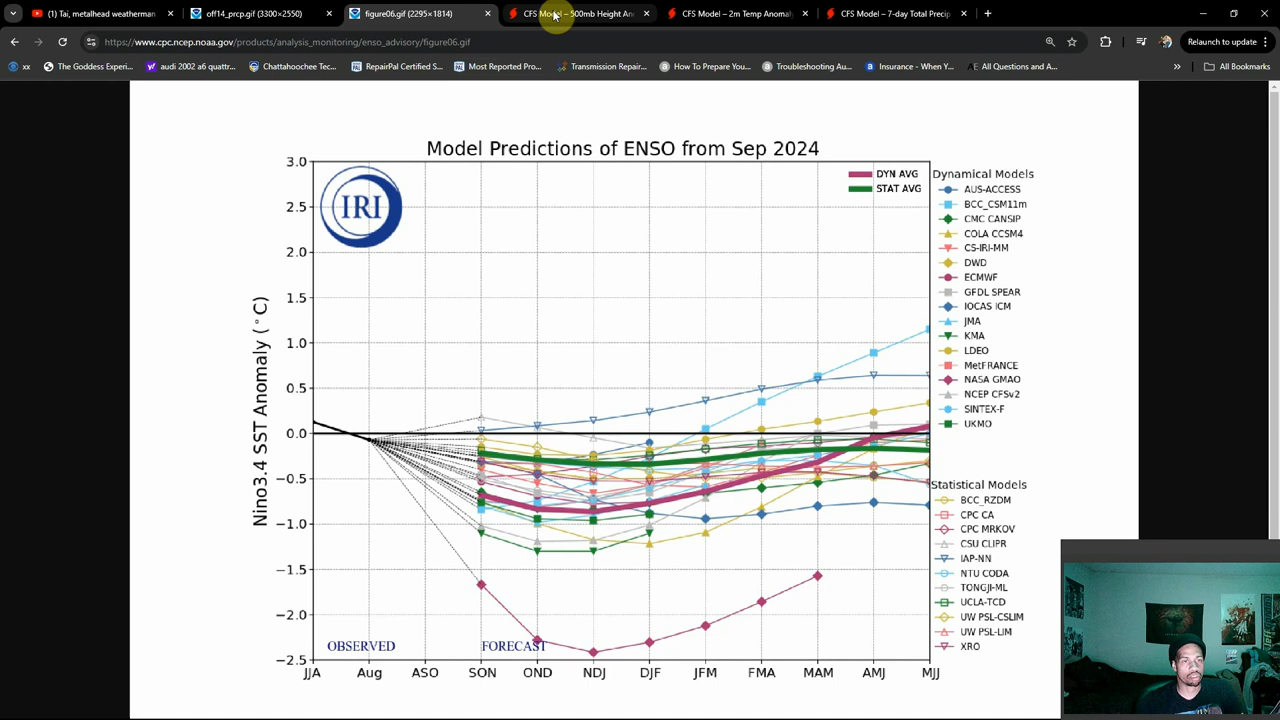 (1) Tai, metalhead weatherman
off14_prcp.gif (3300×2550)
figure06.gif (2295×1814)
CFS Model – 500mb Height An
CFS Model – 2m Temp Anomal
CFS Model – 7-day Total Precip
https://www.cpc.ncep.noaa.gov/products/analysis_monitoring/enso_advisory/figure06.gif
Relaunch to update
xx
The Goddess Experi...
audi 2002 a6 quattr...
Chattahoochee Tec...
RepairPal Certified S...
Most Reported Pro...
Transmission Repair...
How To Prepare You...
Troubleshooting Au...
Insurance - When Y...
All Questions and A...
All Bookmarks
Model Predictions of ENSO from Sep 2024
IRI
DYN AVG
STAT AVG
Nino3.4 SST Anomaly (°C)
3.0
2.5
2.0
1.5
1.0
0.5
0.0
−0.5
−1.0
−1.5
−2.0
−2.5
OBSERVED
FORECAST
JJA
Aug
ASO
SON
OND
NDJ
DJF
JFM
FMA
MAM
AMJ
MJJ
Dynamical Models
AUS-ACCESS
BCC_CSM11m
CMC CANSIP
COLA CCSM4
CS-IRI-MM
DWD
ECMWF
GFDL SPEAR
IOCAS ICM
JMA
KMA
LDEO
MetFRANCE
NASA GMAO
NCEP CFSv2
SINTEX-F
UKMO
Statistical Models
BCC_RZDM
CPC CA
CPC MRKOV
CSU CLIPR
IAP-NN
NTU CODA
TONGJI-ML
UCLA-TCD
UW PSL-CSLIM
UW PSL-LIM
XRO